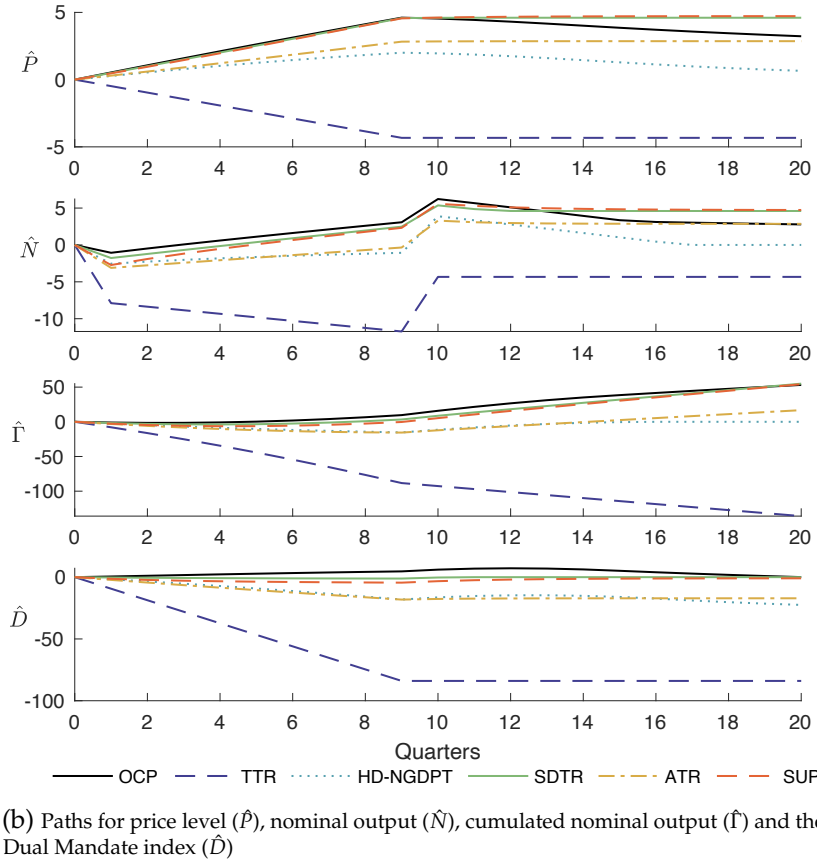 5
P̂
0
-5
0 2 4 6 8 10 12 14 16 18 20
5
0
N̂
-5
-10
0 2 4 6 8 10 12 14 16 18 20
50
0
Γ̂
-50
-100
0 2 4 6 8 10 12 14 16 18 20
0
D̂
-50
-100
0 2 4 6 8 10 12 14 16 18 20
Quarters
OCP TTR HD-NGDPT SDTR ATR SUP
(b) Paths for price level (P̂), nominal output (N̂), cumulated nominal output (Γ̂) and the
Dual Mandate index (D̂)